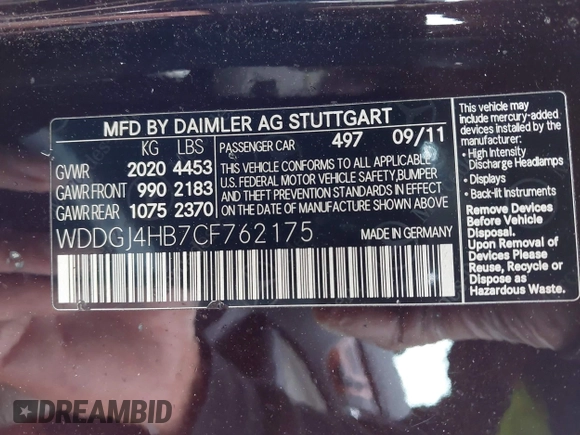 MFD BY DAIMLER AG STUTTGART
KG LBS PASSENGER CAR 497 09/11
GVWR 2020 4453
GAWR FRONT 990 2183
GAWR REAR 1075 2370
THIS VEHICLE CONFORMS TO ALL APPLICABLE
U.S. FEDERAL MOTOR VEHICLE SAFETY,BUMPER
AND THEFT PREVENTION STANDARDS IN EFFECT
ON THE DATE OF MANUFACTURE SHOWN ABOVE.
WDDGJ4HB7CF762175 MADE IN GERMANY
This vehicle may
include mercury-added
devices installed by the
manufacturer:
• High Intensity
Discharge Headlamps
• Displays
• Back-lit Instruments
Remove Devices
Before Vehicle
Disposal.
Upon Removal of
Devices Please
Reuse, Recycle or
Dispose as
Hazardous Waste.
DREAMBID